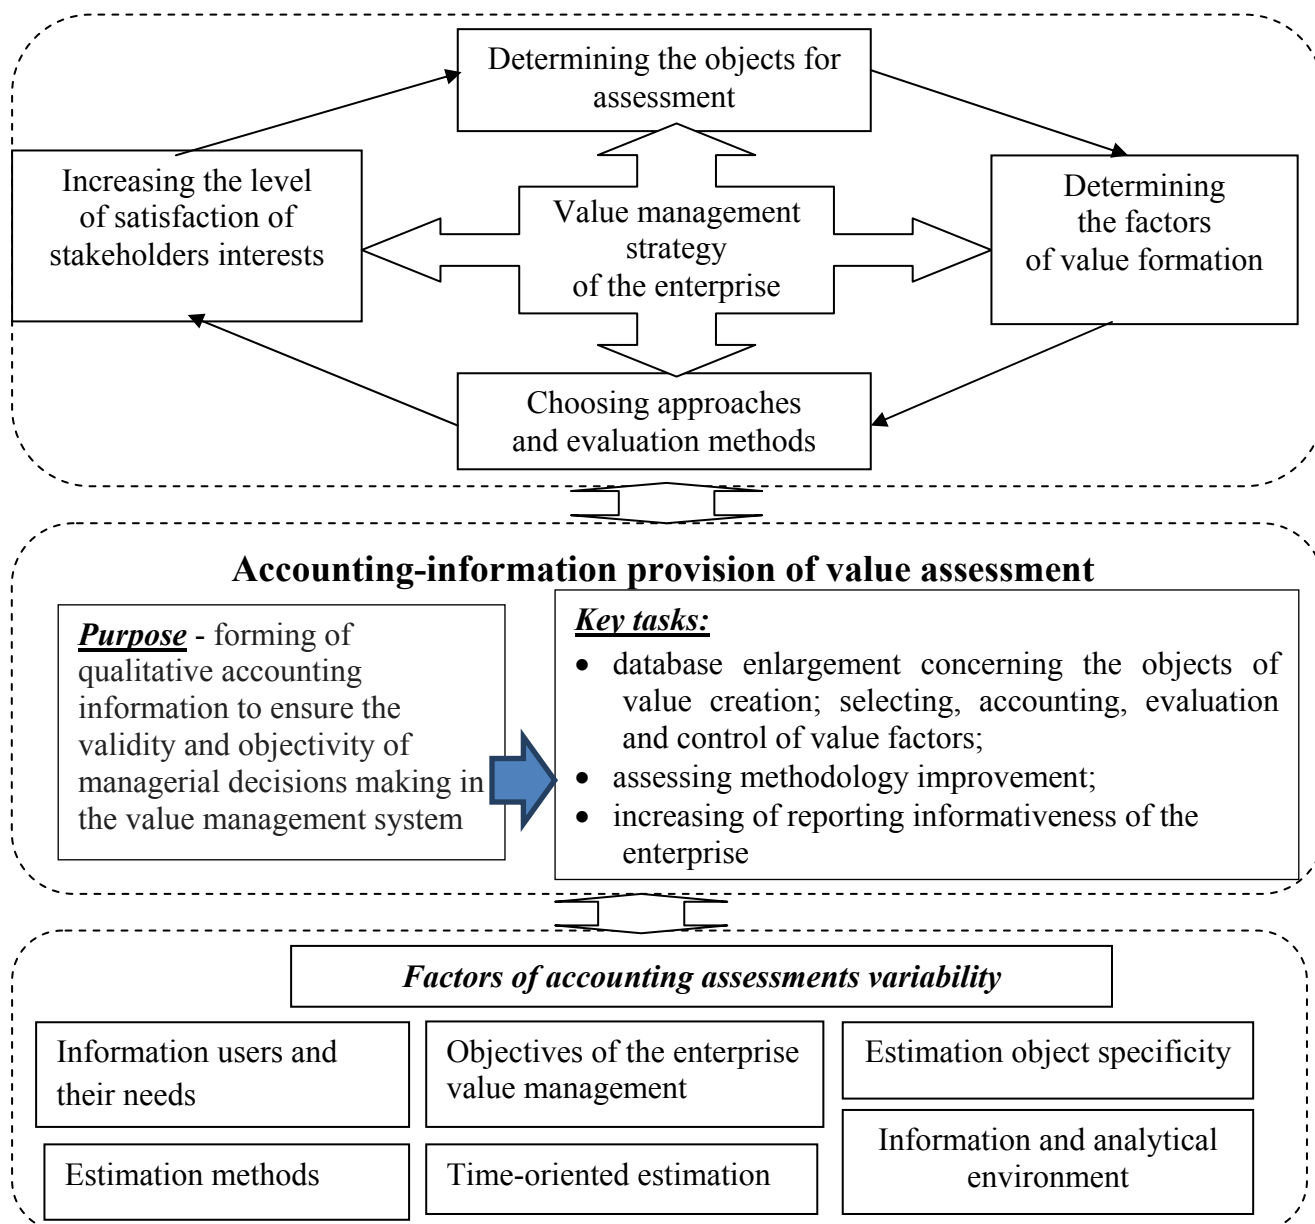 Determining the objects for
assessment
Increasing the level
of satisfaction of
stakeholders interests
Value management
strategy
of the enterprise
Determining
the factors
of value formation
Choosing approaches
and evaluation methods
Accounting-information provision of value assessment
Purpose - forming of
qualitative accounting
information to ensure the
validity and objectivity of
managerial decisions making in
the value management system
Key tasks:
• database enlargement concerning the objects of
value creation; selecting, accounting, evaluation
and control of value factors;
• assessing methodology improvement;
• increasing of reporting informativeness of the
enterprise
Factors of accounting assessments variability
Information users and
their needs
Objectives of the enterprise
value management
Estimation object specificity
Estimation methods
Time-oriented estimation
Information and analytical
environment